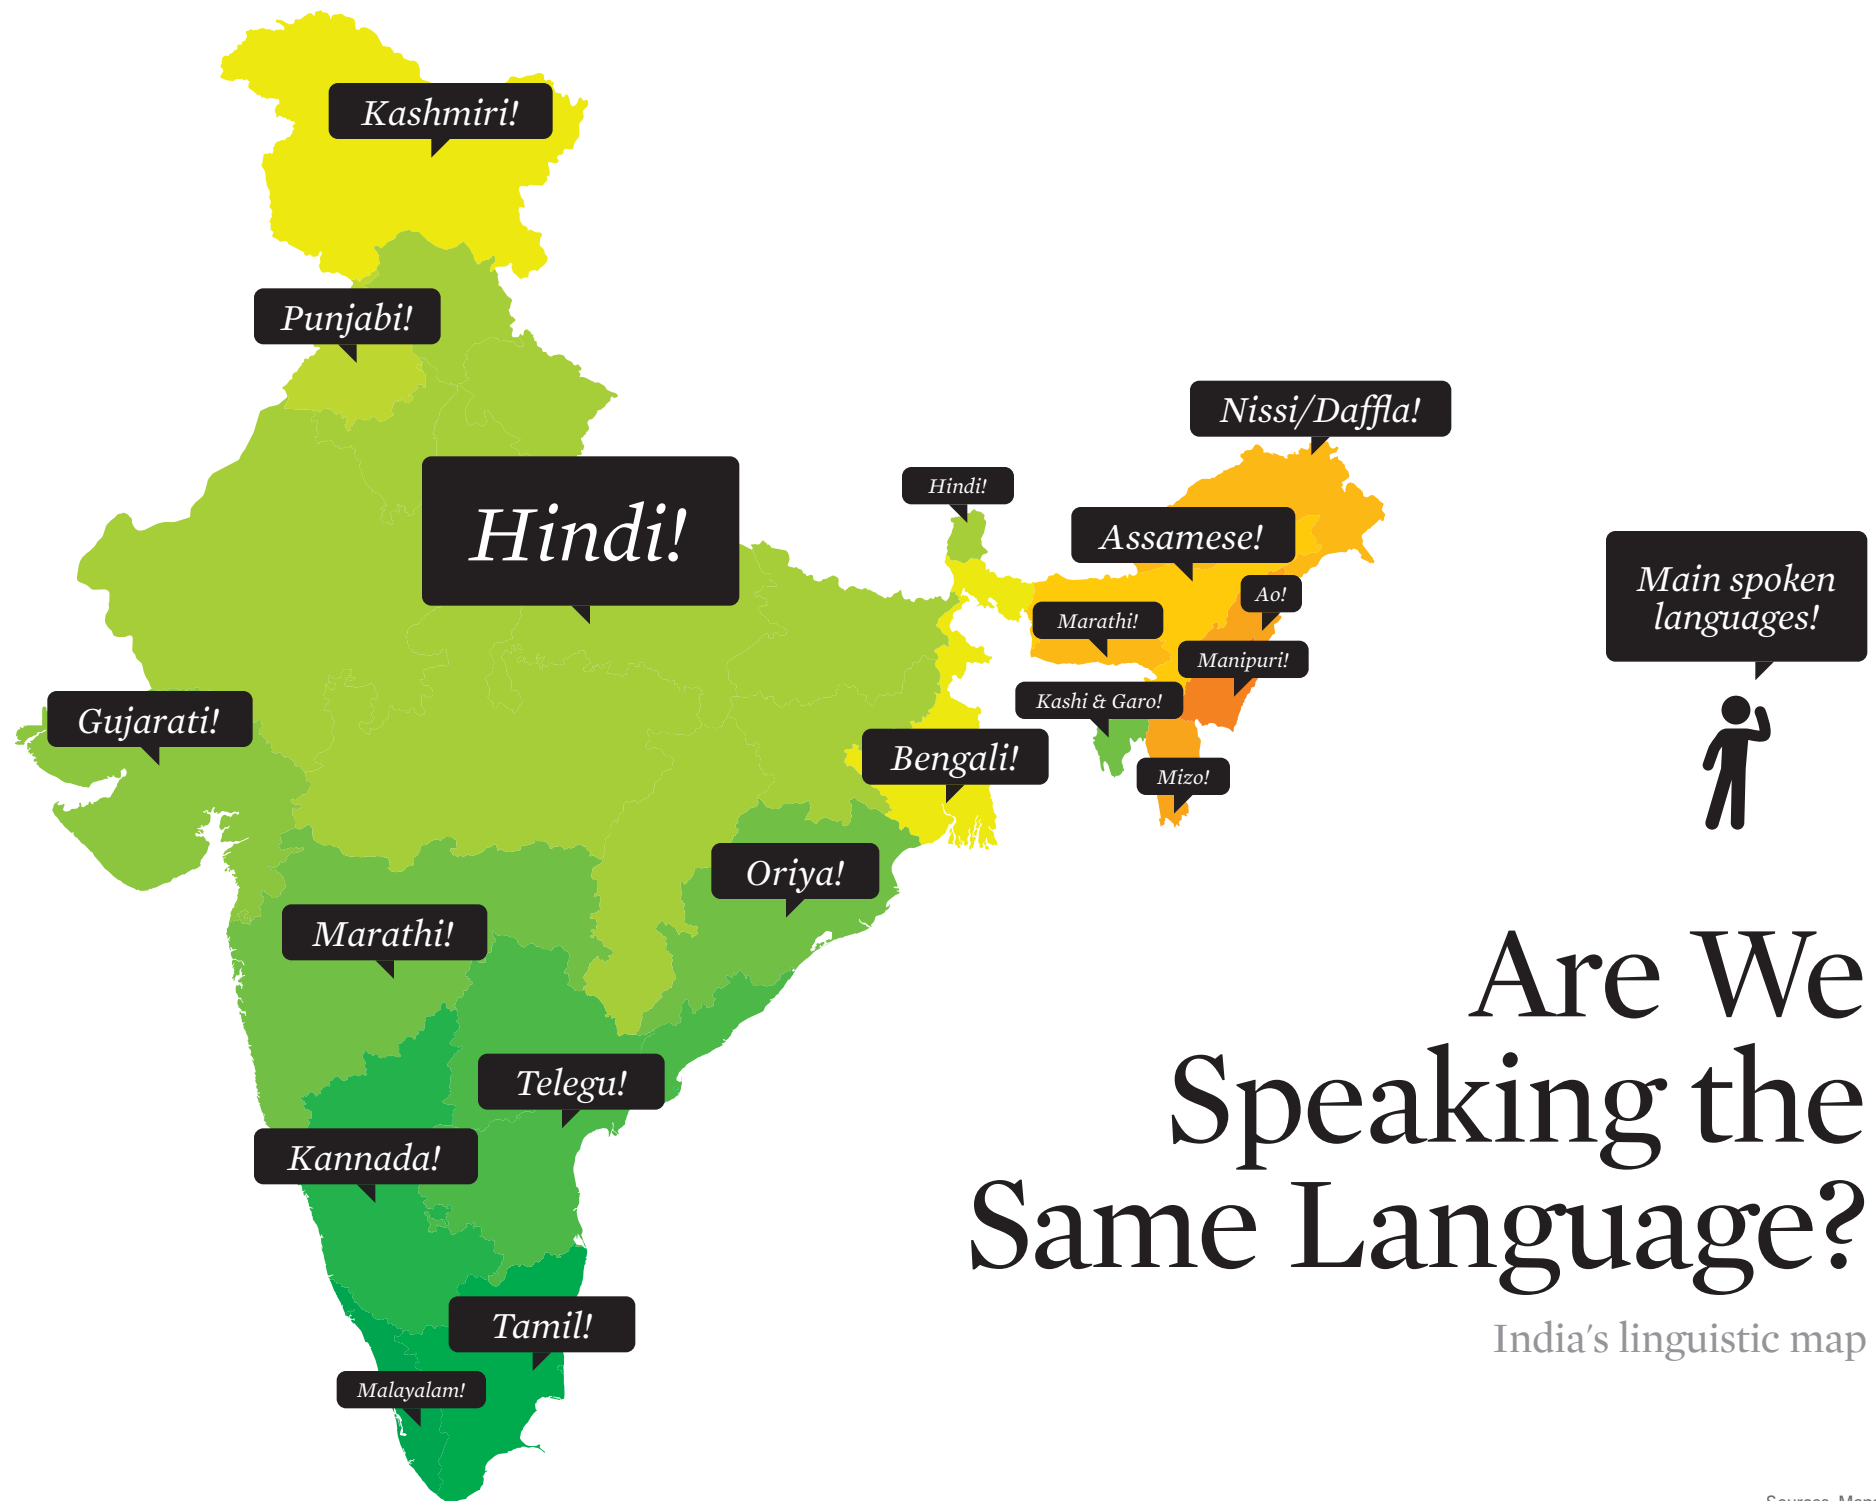 Kashmiri!
Punjabi!
Nissi/Daffla!
Hindi!
Hindi!
Assamese!
Main spoken
languages!
Ao!
Marathi!
Manipuri!
Kashi & Garo!
Gujarati!
Bengali!
Mizo!
Oriya!
Marathi!
Are We
Speaking the
Same Language?
India's linguistic map
Telegu!
Kannada!
Tamil!
Malayalam!